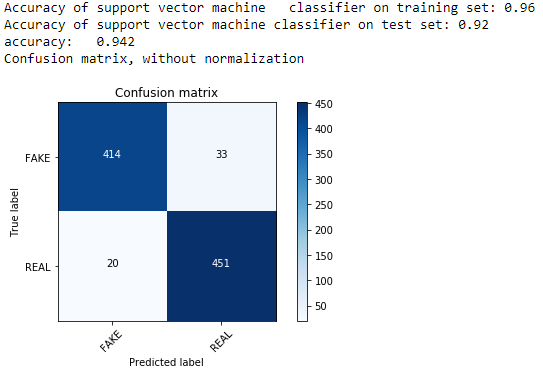 Accuracy of support vector machine   classifier on training set: 0.96
Accuracy of support vector machine classifier on test set: 0.92
accuracy:   0.942
Confusion matrix, without normalization
Confusion matrix
450
400
350
300
250
200
150
100
50
True label
FAKE
414
33
REAL
20
451
FAKE
REAL
Predicted label